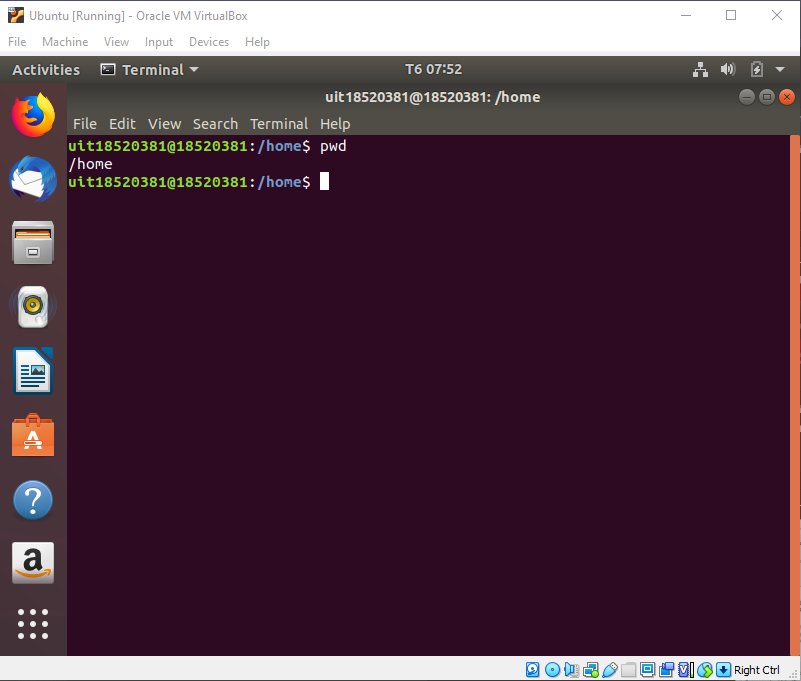 Ubuntu [Running] - Oracle VM VirtualBox
File Machine View Input Devices Help
Activities Terminal T6 07:52
uit18520381@18520381: /home
File Edit View Search Terminal Help
uit18520381@18520381:/home$ pwd
/home
uit18520381@18520381:/home$
Right Ctrl